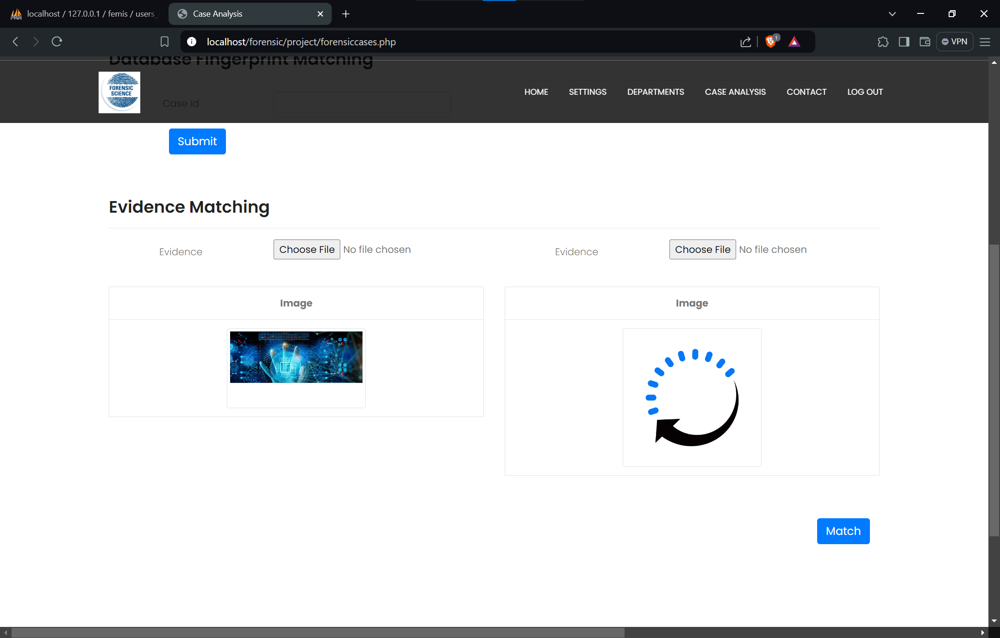 localhost / 127.0.0.1 / femis / users_
Case Analysis
localhost/forensic/project/forensiccases.php
1
VPN
Database Fingerprint Matching
FORENSIC
SCIENCE
HOME
SETTINGS
DEPARTMENTS
CASE ANALYSIS
CONTACT
LOG OUT
Case Id
Submit
Evidence Matching
Evidence
Choose File No file chosen
Evidence
Choose File No file chosen
Image
Image
Match